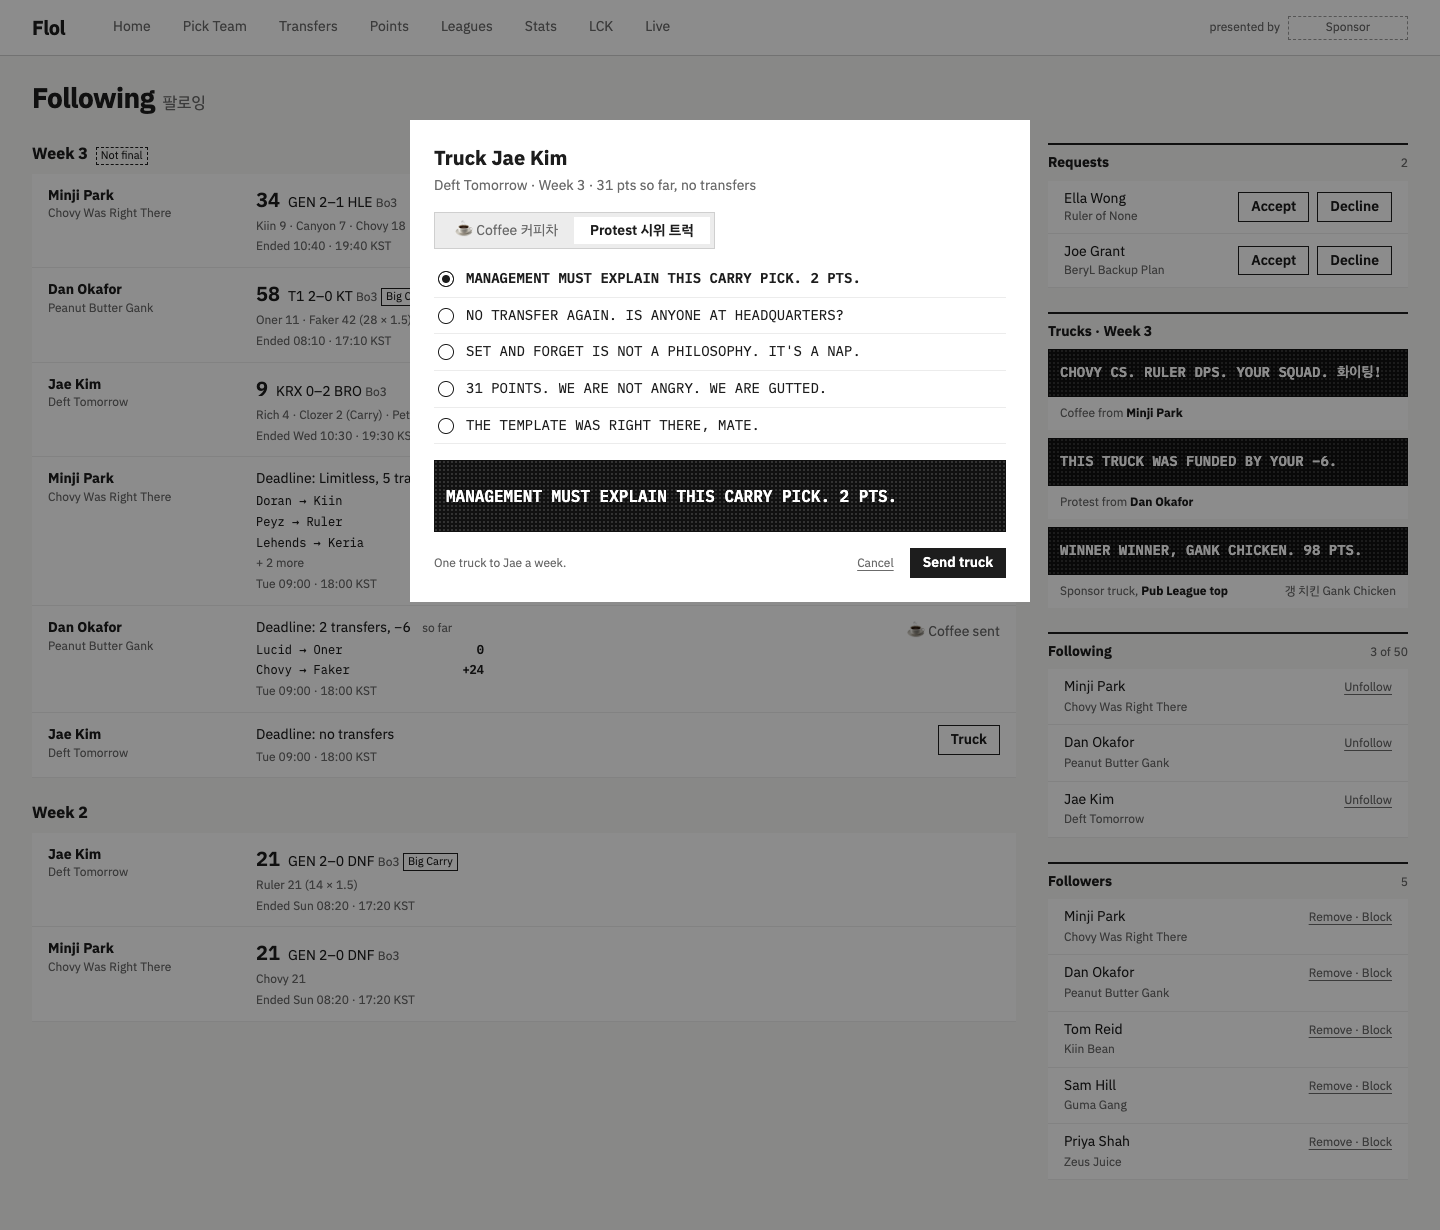 Flol
Home
Pick Team
Transfers
Points
Leagues
Stats
LCK
Live
presented by
Sponsor
Following 팔로잉
Week 3 Not final
Minji Park
Chovy Was Right There
34 GEN 2–1 HLE Bo3
Kiin 9 · Canyon 7 · Chovy 18
Ended 10:40 · 19:40 KST
Dan Okafor
Peanut Butter Gank
58 T1 2–0 KT Bo3 Big
Oner 11 · Faker 42 (28 × 1.5)
Ended 08:10 · 17:10 KST
Jae Kim
Deft Tomorrow
9 KRX 0–2 BRO Bo3
Rich 4 · Clozer 2 (Carry) ·
Ended Wed 10:30 · 19:30
Minji Park
Chovy Was Right There
Deadline: Limitless, 5
Doran → Kiin
Peyz → Ruler
Lehends → Keria
+ 2 more
Tue 09:00 · 18:00 KST
Dan Okafor
Peanut Butter Gank
Deadline: 2 transfers, −6 so far
Lucid → Oner 0
Chovy → Faker +24
Tue 09:00 · 18:00 KST
☕ Coffee sent
Jae Kim
Deft Tomorrow
Deadline: no transfers
Tue 09:00 · 18:00 KST
Truck
Week 2
Jae Kim
Deft Tomorrow
21 GEN 2–0 DNF Bo3 Big Carry
Ruler 21 (14 × 1.5)
Ended Sun 08:20 · 17:20 KST
Minji Park
Chovy Was Right There
21 GEN 2–0 DNF Bo3
Chovy 21
Ended Sun 08:20 · 17:20 KST
Truck Jae Kim
Deft Tomorrow · Week 3 · 31 pts so far, no transfers
☕ Coffee 커피차
Protest 시위 트럭
MANAGEMENT MUST EXPLAIN THIS CARRY PICK. 2 PTS.
NO TRANSFER AGAIN. IS ANYONE AT HEADQUARTERS?
SET AND FORGET IS NOT A PHILOSOPHY. IT'S A NAP.
31 POINTS. WE ARE NOT ANGRY. WE ARE GUTTED.
THE TEMPLATE WAS RIGHT THERE, MATE.
MANAGEMENT MUST EXPLAIN THIS CARRY PICK. 2 PTS.
One truck to Jae a week.
Cancel
Send truck
Requests 2
Ella Wong
Ruler of None
Accept
Decline
Joe Grant
BeryL Backup Plan
Accept
Decline
Trucks · Week 3
CHOVY CS. RULER DPS. YOUR SQUAD. 화이팅!
Coffee from Minji Park
THIS TRUCK WAS FUNDED BY YOUR −6.
Protest from Dan Okafor
WINNER WINNER, GANK CHICKEN. 98 PTS.
Sponsor truck, Pub League top
갱 치킨 Gank Chicken
Following 3 of 50
Minji Park
Unfollow
Chovy Was Right There
Dan Okafor
Unfollow
Peanut Butter Gank
Jae Kim
Unfollow
Deft Tomorrow
Followers 5
Minji Park
Remove · Block
Chovy Was Right There
Dan Okafor
Remove · Block
Peanut Butter Gank
Tom Reid
Remove · Block
Kiin Bean
Sam Hill
Remove · Block
Guma Gang
Priya Shah
Remove · Block
Zeus Juice